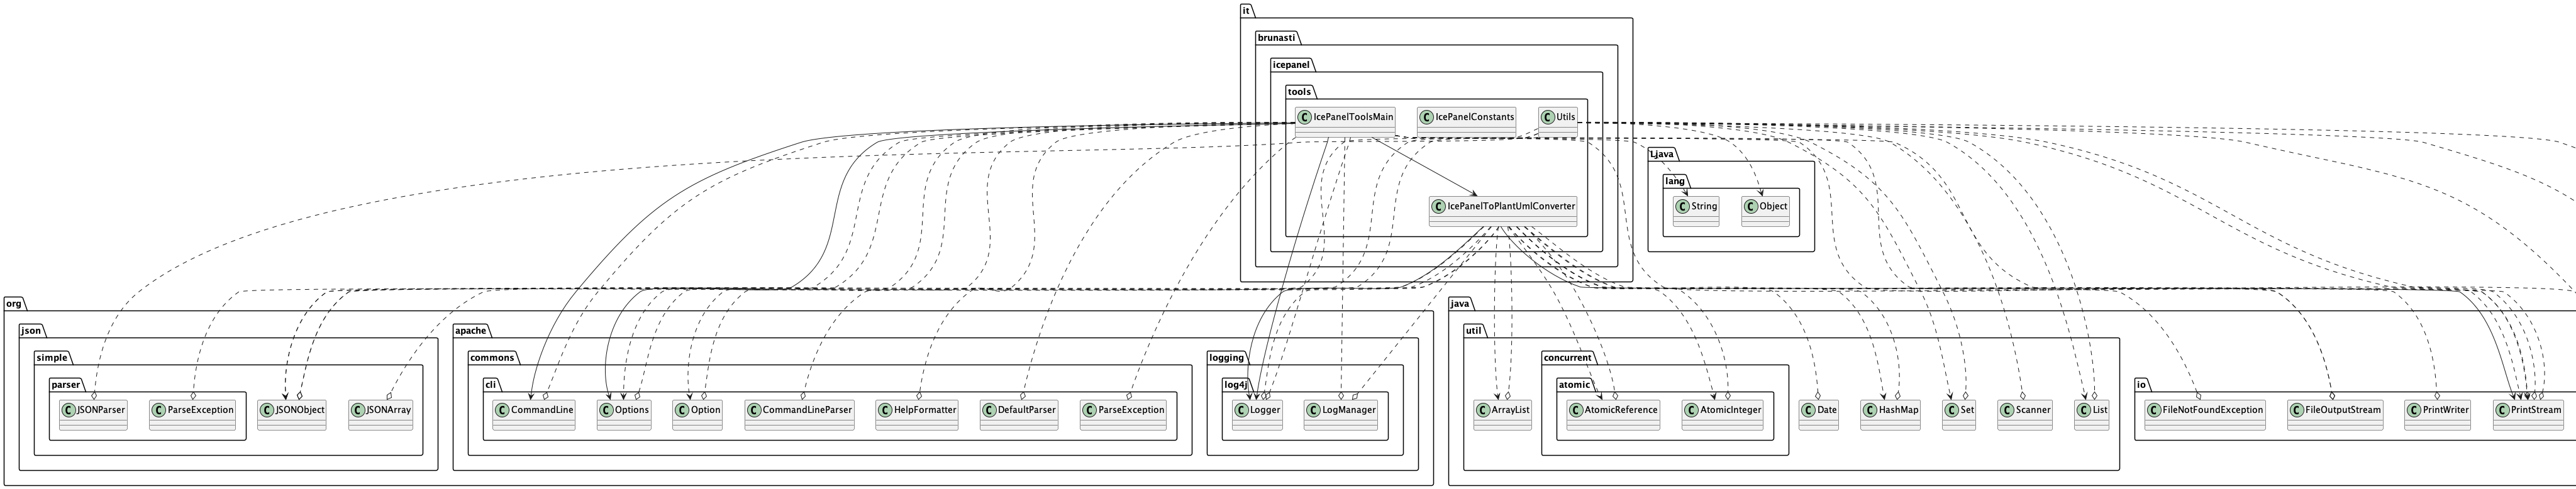 it
brunasti
icepanel
tools
C IcePanelToolsMain
C IcePanelConstants
C Utils
C IcePanelToPlantUmlConverter
'Ljava
lang
C String
C Object
org
json
simple
parser
C JSONParser
C ParseException
C JSONObject
C JSONArray
apache
commons
cli
C CommandLine
C Options
C Option
C CommandLineParser
C HelpFormatter
C DefaultParser
C ParseException
logging
log4j
C Logger
C LogManager
java
util
C ArrayList
concurrent
atomic
C AtomicReference
C AtomicInteger
C Date
C HashMap
C Set
C Scanner
C List
io
C FileNotFoundException
C FileOutputStream
C PrintWriter
C PrintStream